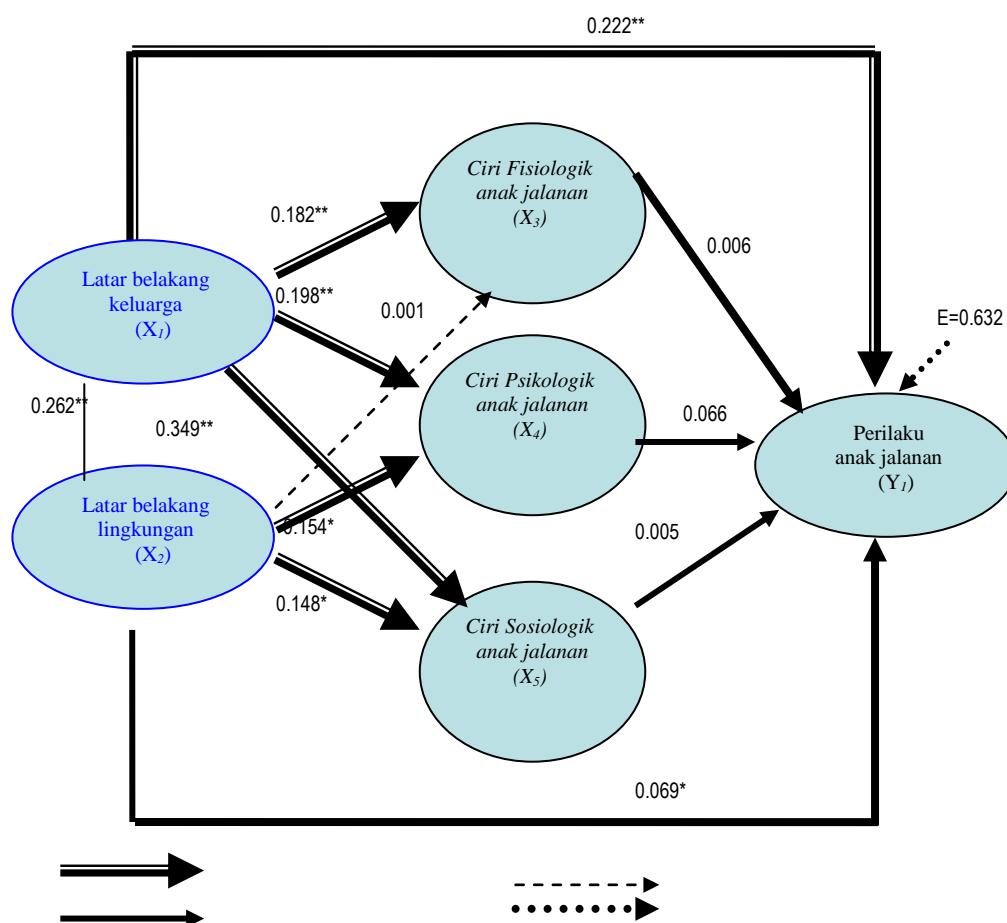 0.222**
Ciri Fisiologik
anak jalanan
(X3)
0.182**
0.006
Latar belakang
keluarga
(X1)
0.198**
0.001
E=0.632
Ciri Psikologik
anak jalanan
(X4)
0.262**
0.349**
0.066
Perilaku
anak jalanan
(Y1)
Latar belakang
lingkungan
(X2)
0.154*
0.005
0.148*
Ciri Sosiologik
anak jalanan
(X5)
0.069*